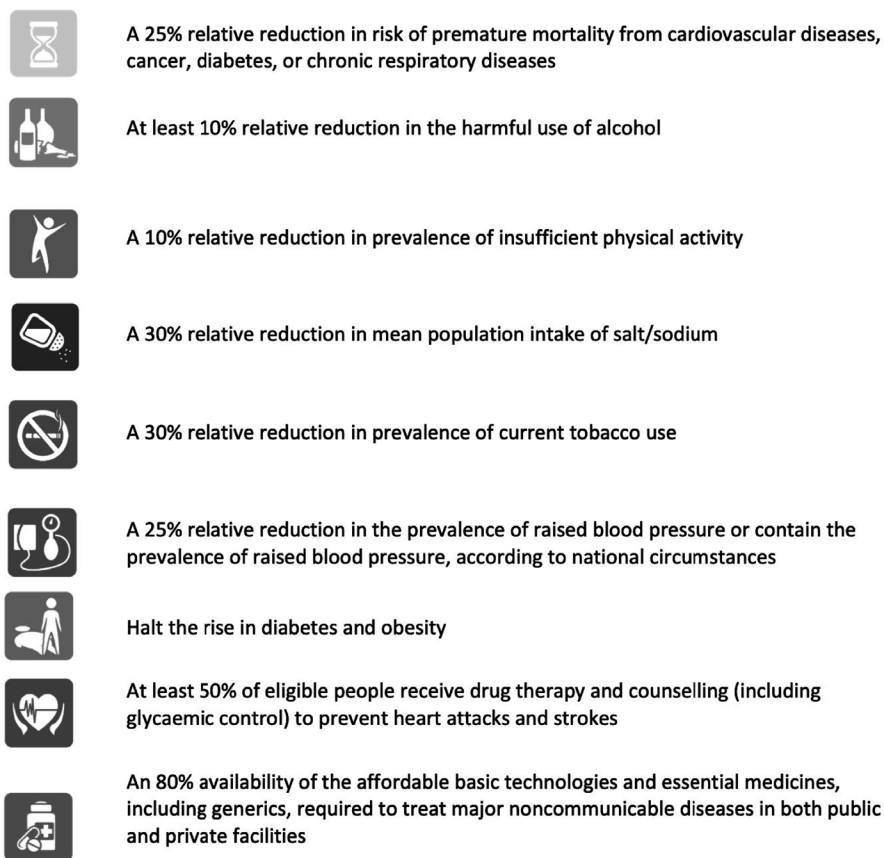 A 25% relative reduction in risk of premature mortality from cardiovascular diseases,
cancer, diabetes, or chronic respiratory diseases
At least 10% relative reduction in the harmful use of alcohol
A 10% relative reduction in prevalence of insufficient physical activity
A 30% relative reduction in mean population intake of salt/sodium
A 30% relative reduction in prevalence of current tobacco use
A 25% relative reduction in the prevalence of raised blood pressure or contain the
prevalence of raised blood pressure, according to national circumstances
Halt the rise in diabetes and obesity
At least 50% of eligible people receive drug therapy and counselling (including
glycaemic control) to prevent heart attacks and strokes
An 80% availability of the affordable basic technologies and essential medicines,
including generics, required to treat major noncommunicable diseases in both public
and private facilities